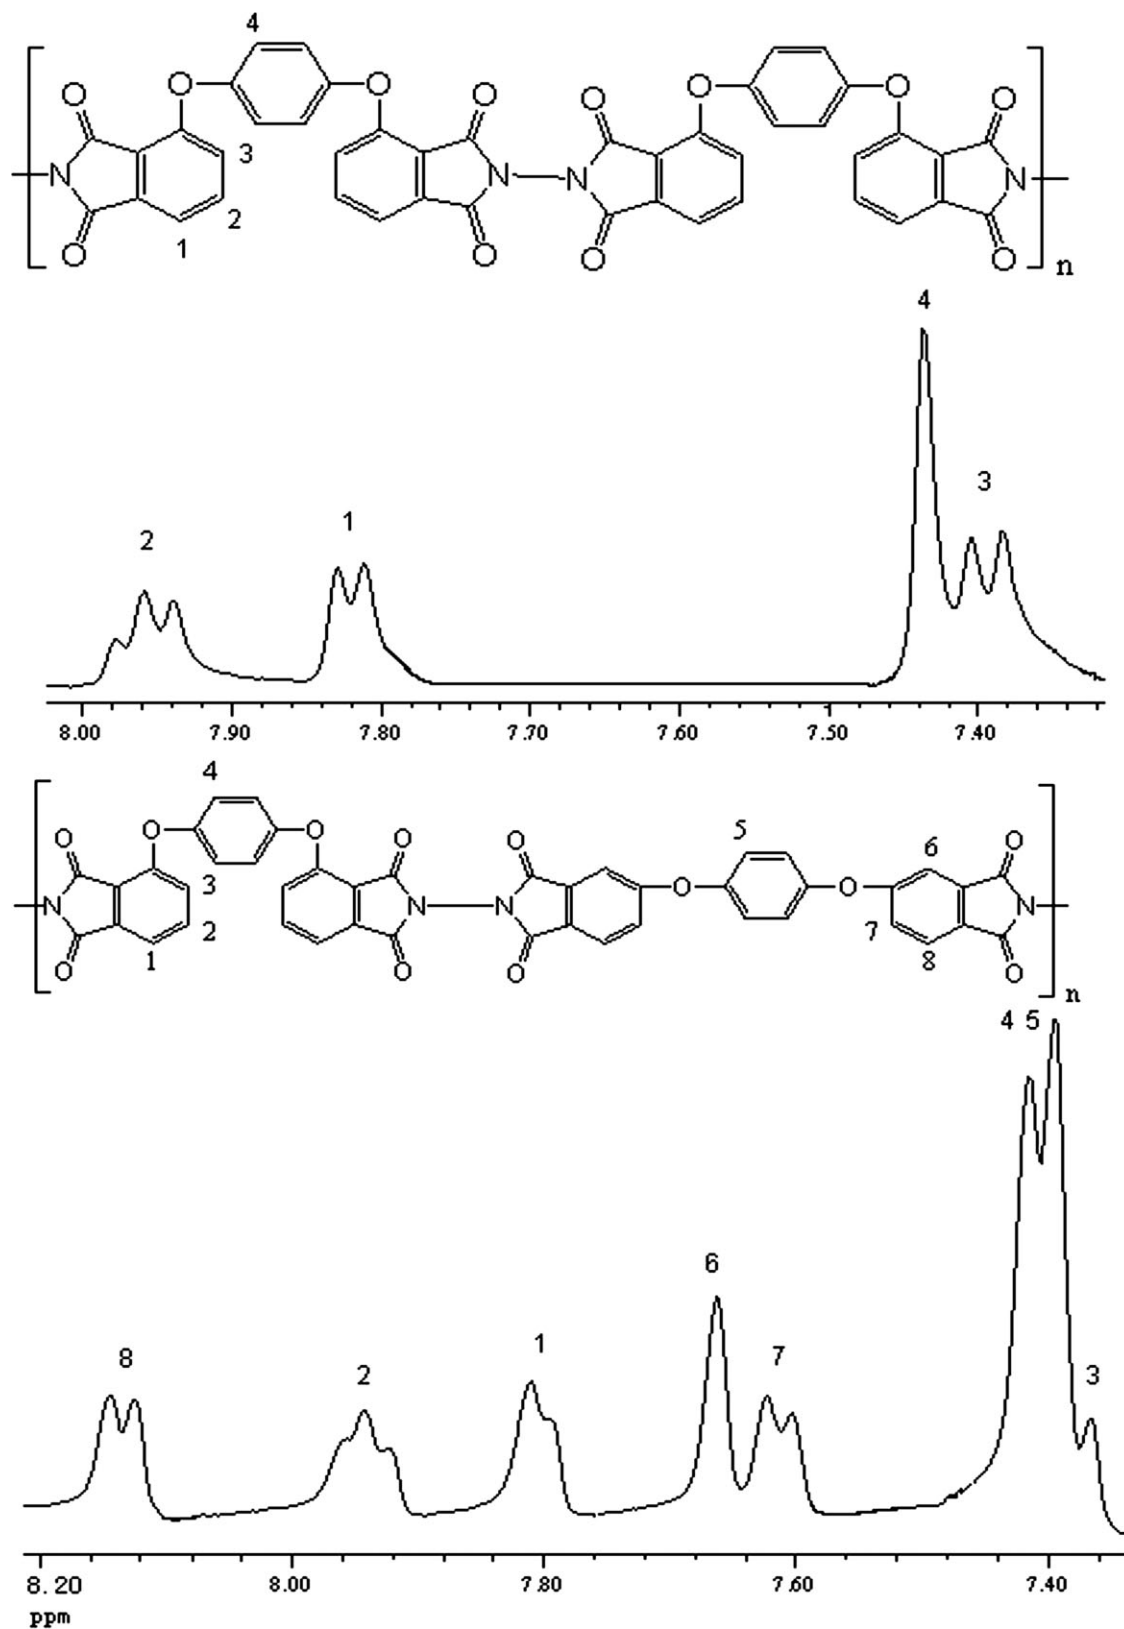 4
O O
O O O O
3
N N N N
2
O 1 O O O
n
4
3
2 1
8.00 7.90 7.80 7.70 7.60 7.50 7.40
4
O O O O O
5 6
3 O O
N N N N
2 7
1 8
O O O O
n
4 5
6
8 2 1 7 3
8.20 8.00 7.80 7.60 7.40
ppm